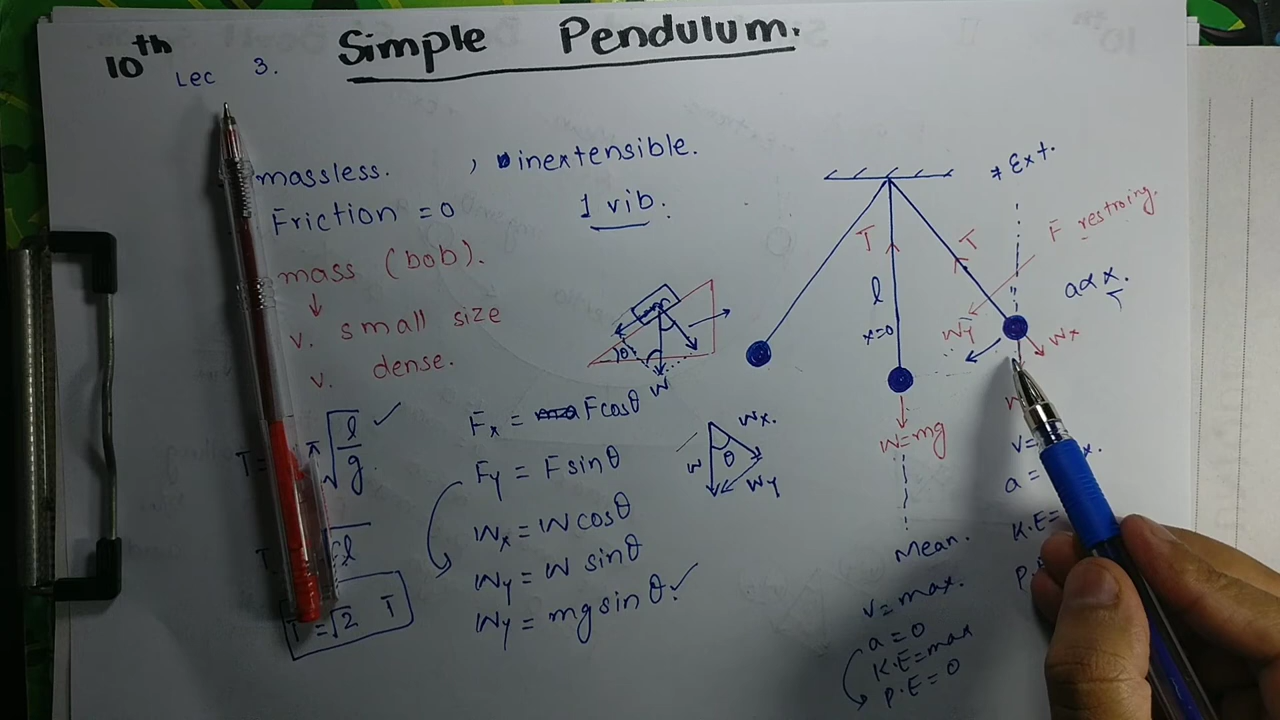 10th
Lec 3.
Simple Pendulum.
massless. , inextensible.
Friction = 0
1 vib.
mass (bob).
↓
v. small size
v. dense.
θ
W
l
g
T
T
l
x=0
* Ext.
F restroing.
a∝x.
Wy
Wx
W=mg
Fx = F cosθ
Fy = F sinθ
Wx = W cosθ
Wy = W sinθ
Wy = mg sinθ ✓
W
θ
Wx.
Wy
l
= √2 T
Mean.
v=max.
a=0
K.E=max
P.E=0
a =
K.E=